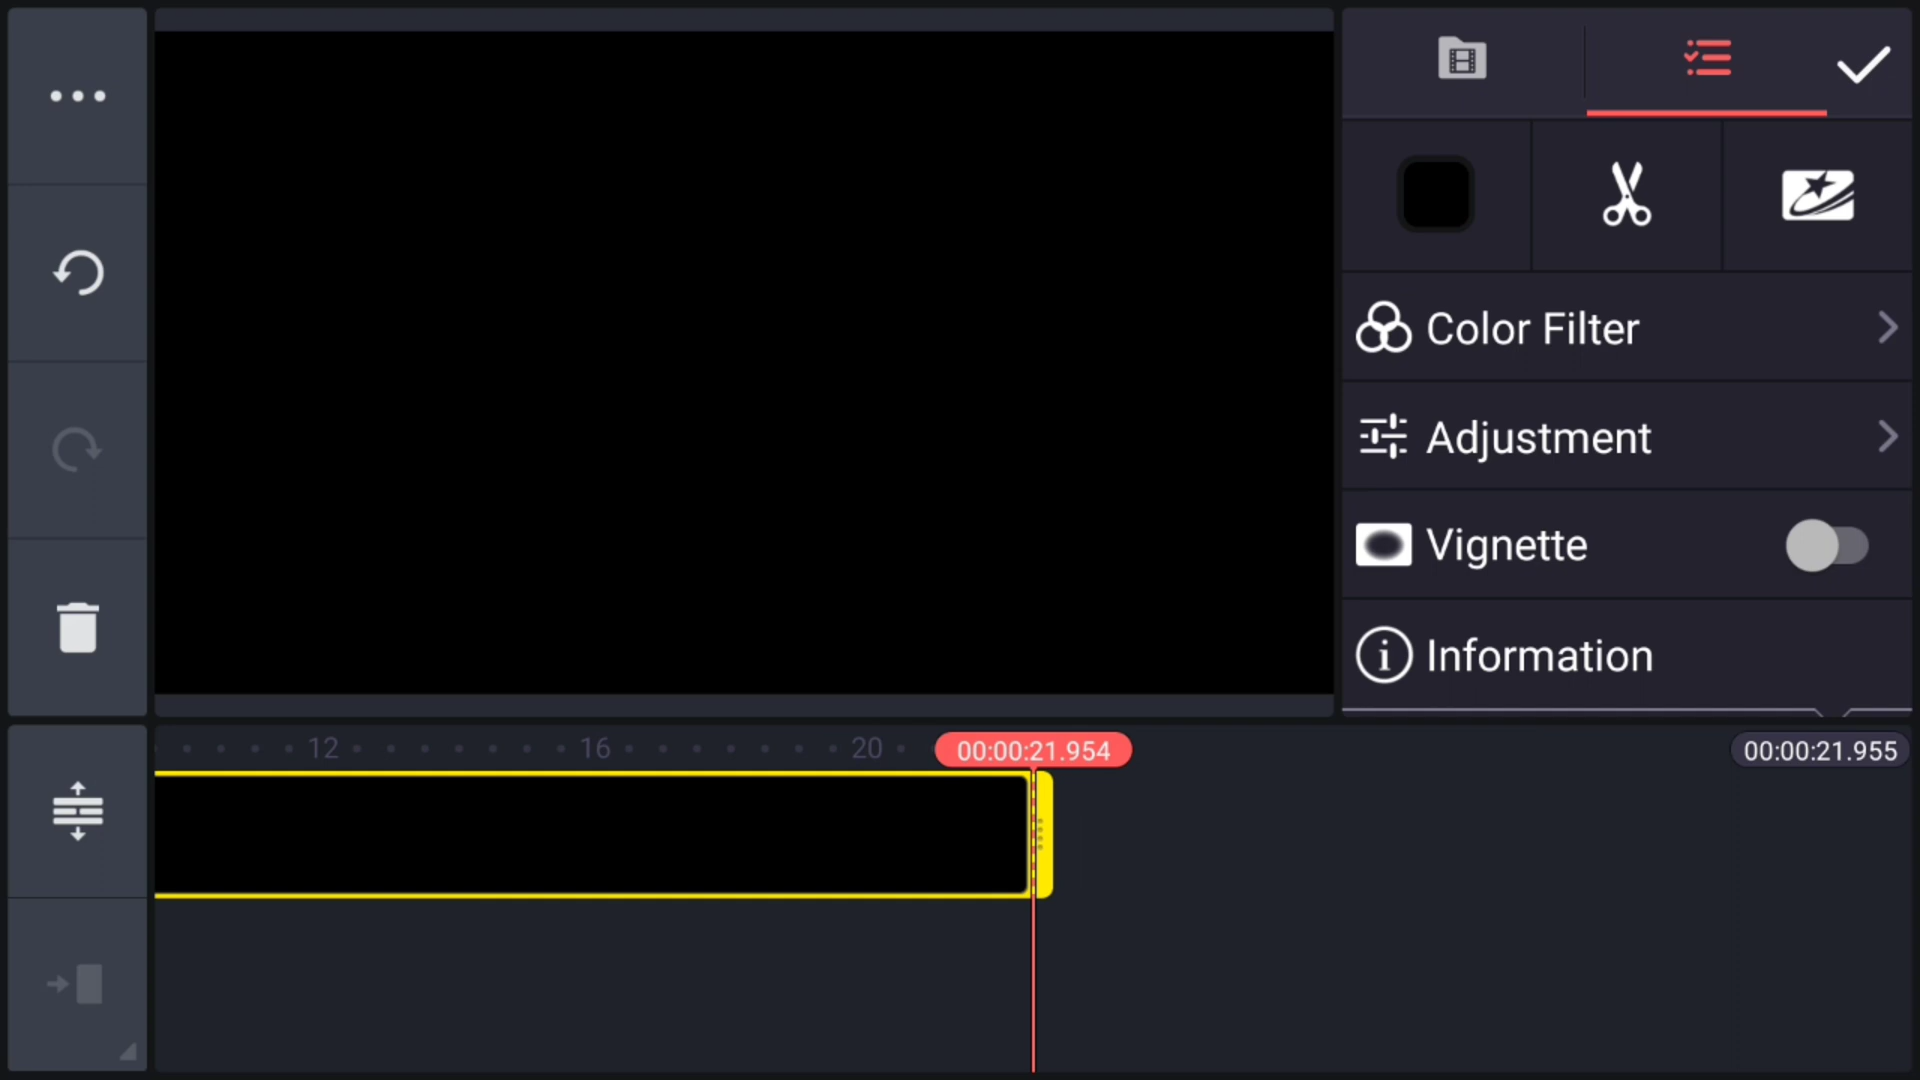 Color Filter
Adjustment
Vignette
Information
12
16
20
00:00:21.954
00:00:21.955